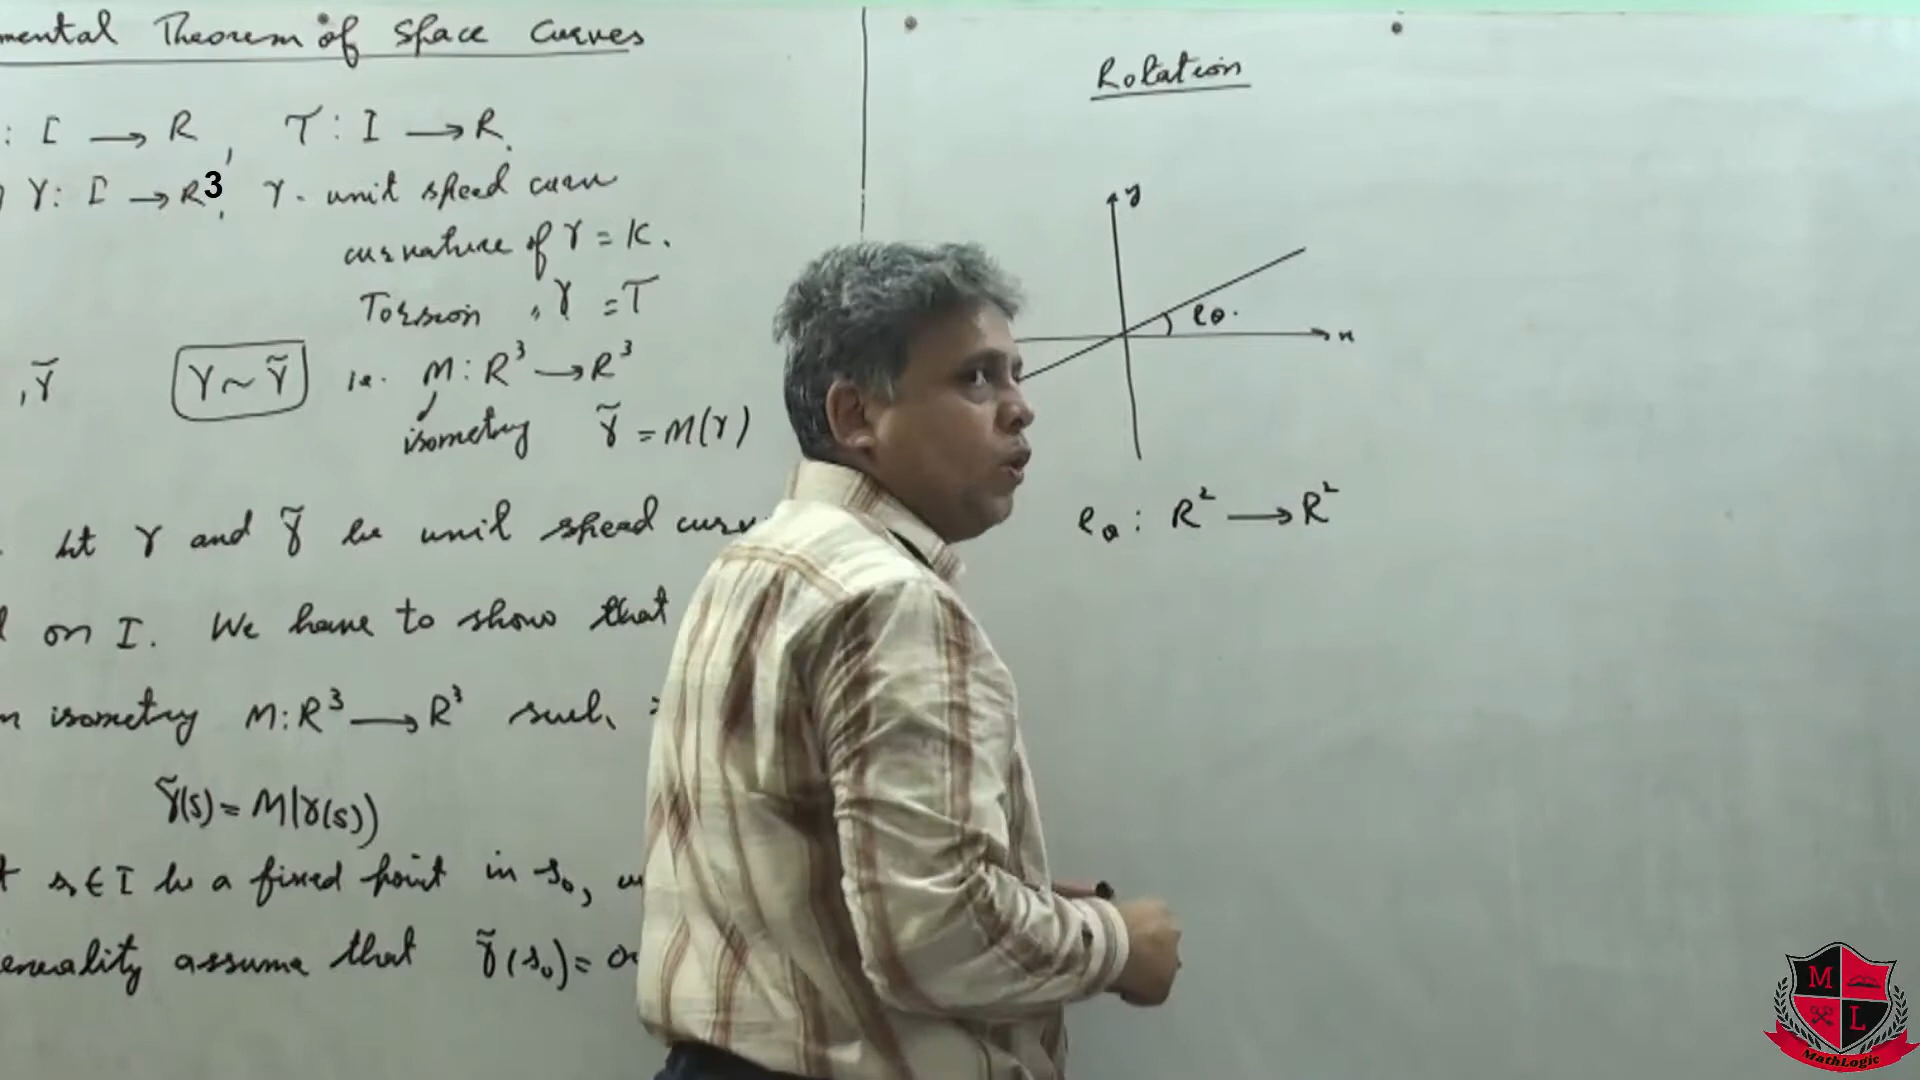 mental Theorem of Space Curves
: I → R, τ : I → R.
γ : I → R3, γ - unit speed curv
curvature of γ = K.
Torsion " γ = τ
, γ̃ γ ~ γ̃ i.e. M : R³ → R³
isometry γ̃ = M(γ)
let γ and γ̃ be unit speed curv
on I. We have to show that
n isometry M : R³ → R³ such
γ̃(s) = M(γ(s))
t s₀ ∈ I be a fixed point in s₀, w
enerality assume that γ̃(s₀) = o
Rotation
y
ρθ.
x
ρθ : R² → R²
M
L
MathLogic